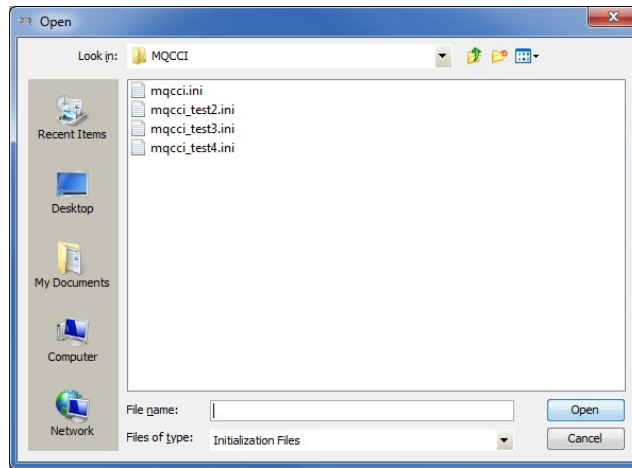 Open
Look in:
MQCCI
mqcci.ini
mqcci_test2.ini
mqcci_test3.ini
mqcci_test4.ini
Recent Items
Desktop
My Documents
Computer
Network
File name:
Open
Files of type:
Initialization Files
Cancel